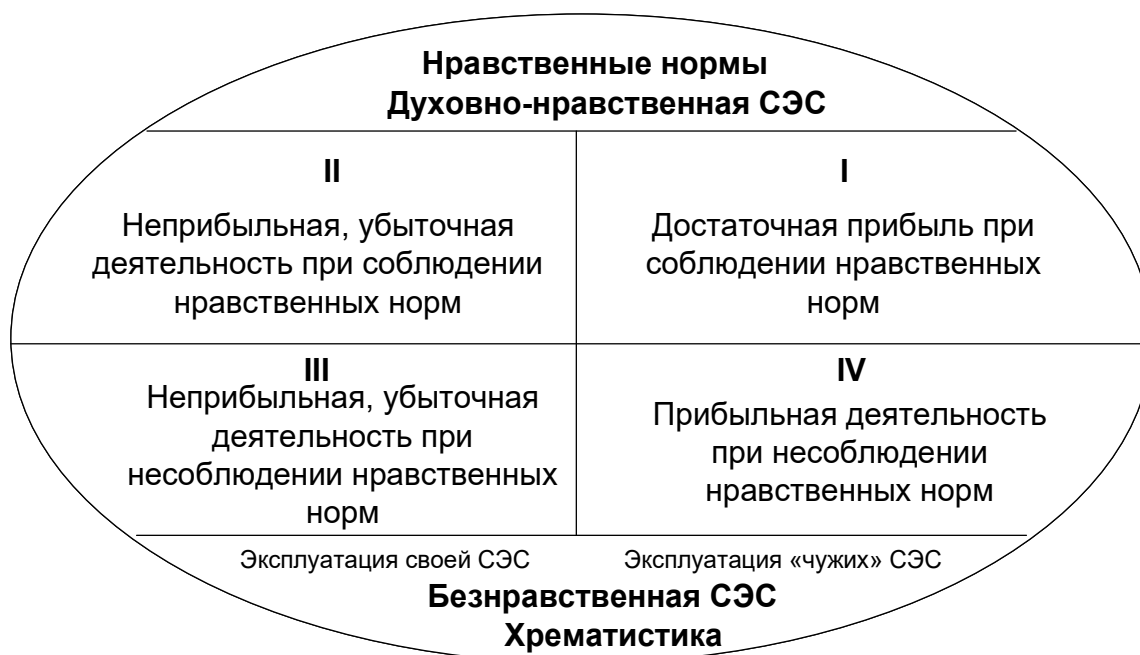 Нравственные нормы
Духовно-нравственная СЭС
II
Неприбыльная, убыточная
деятельность при соблюдении
нравственных норм
I
Достаточная прибыль при
соблюдении нравственных
норм
III
Неприбыльная, убыточная
деятельность при
несоблюдении нравственных
норм
IV
Прибыльная деятельность
при несоблюдении
нравственных норм
Эксплуатация своей СЭС
Эксплуатация «чужих» СЭС
Безнравственная СЭС
Хрематистика